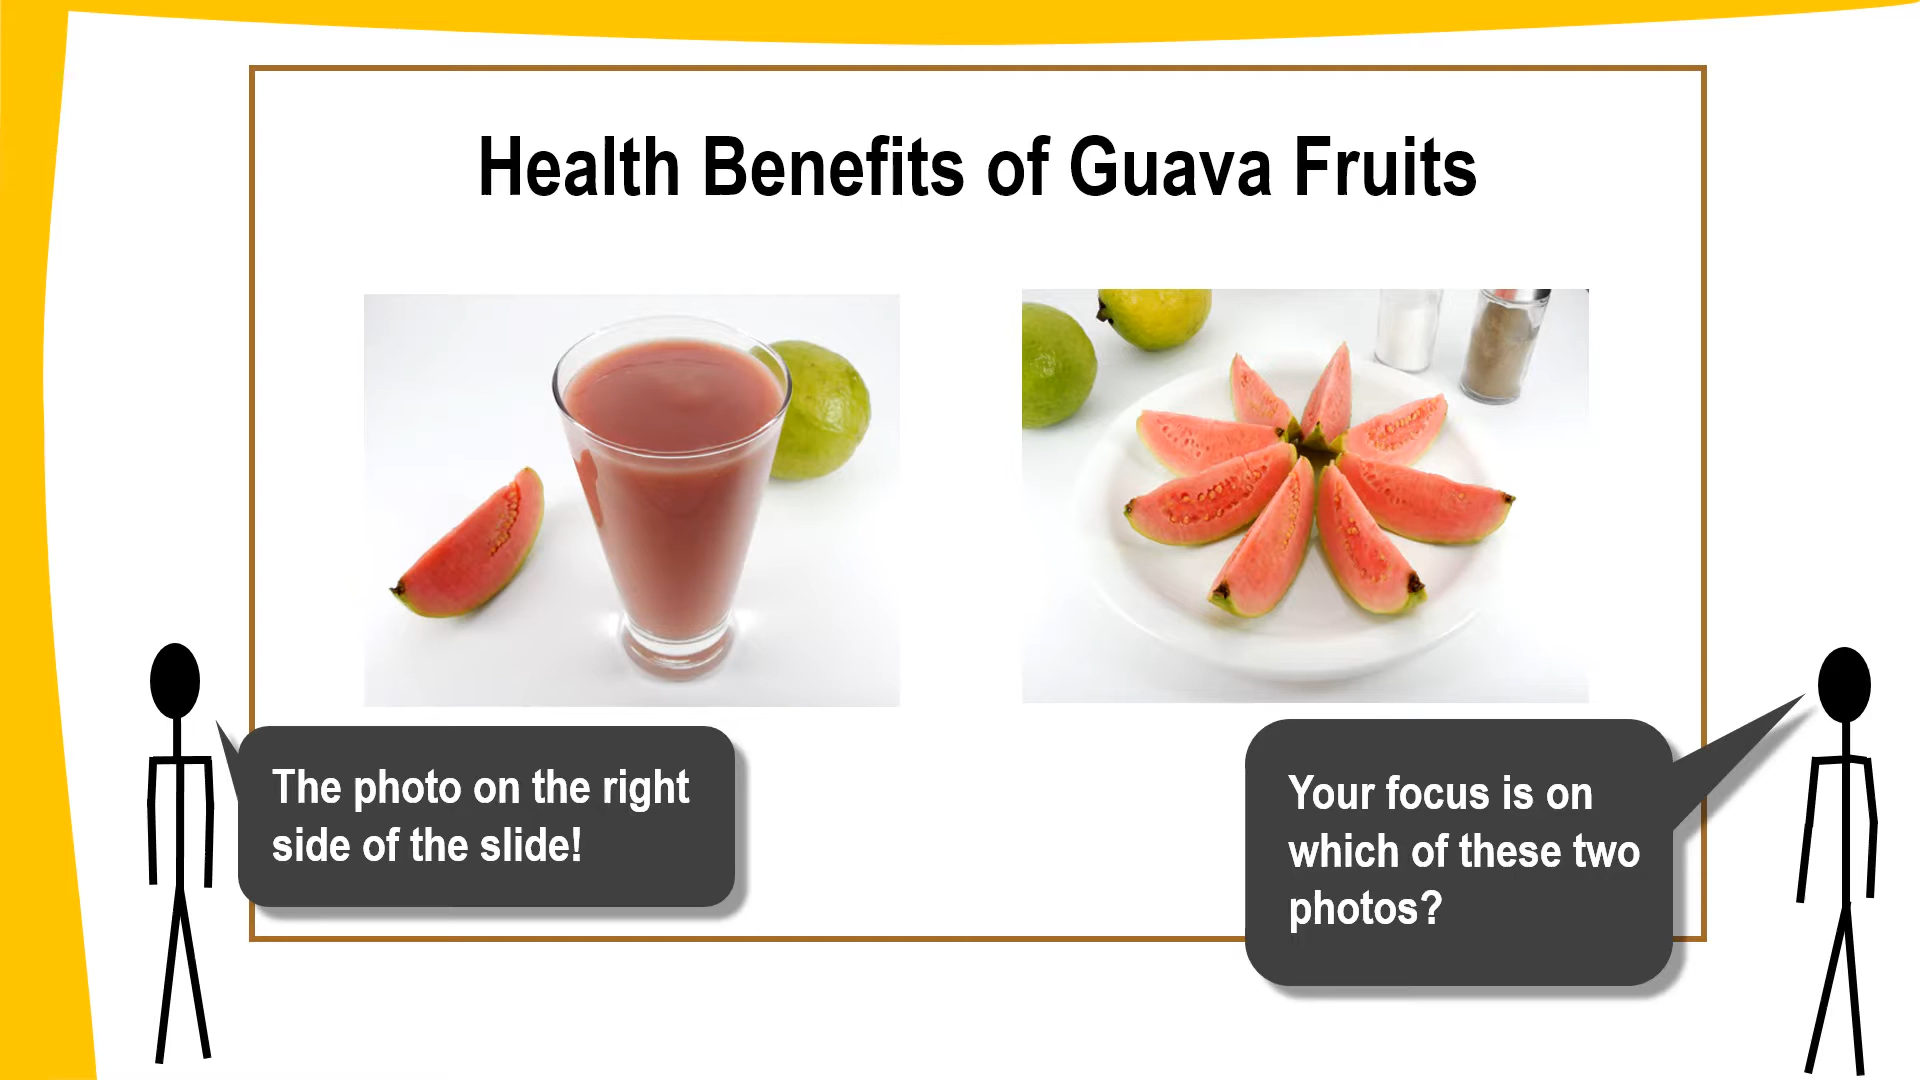 Health Benefits of Guava Fruits
The photo on the right
side of the slide!
Your focus is on
which of these two
photos?